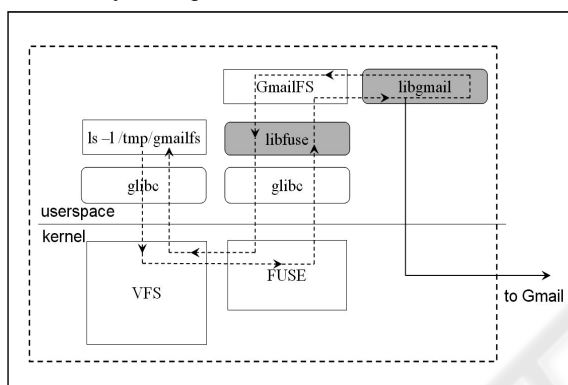 GmailFS
libgmail
ls –l /tmp/gmailfs
libfuse
glibc
glibc
userspace
kernel
VFS
FUSE
to Gmail